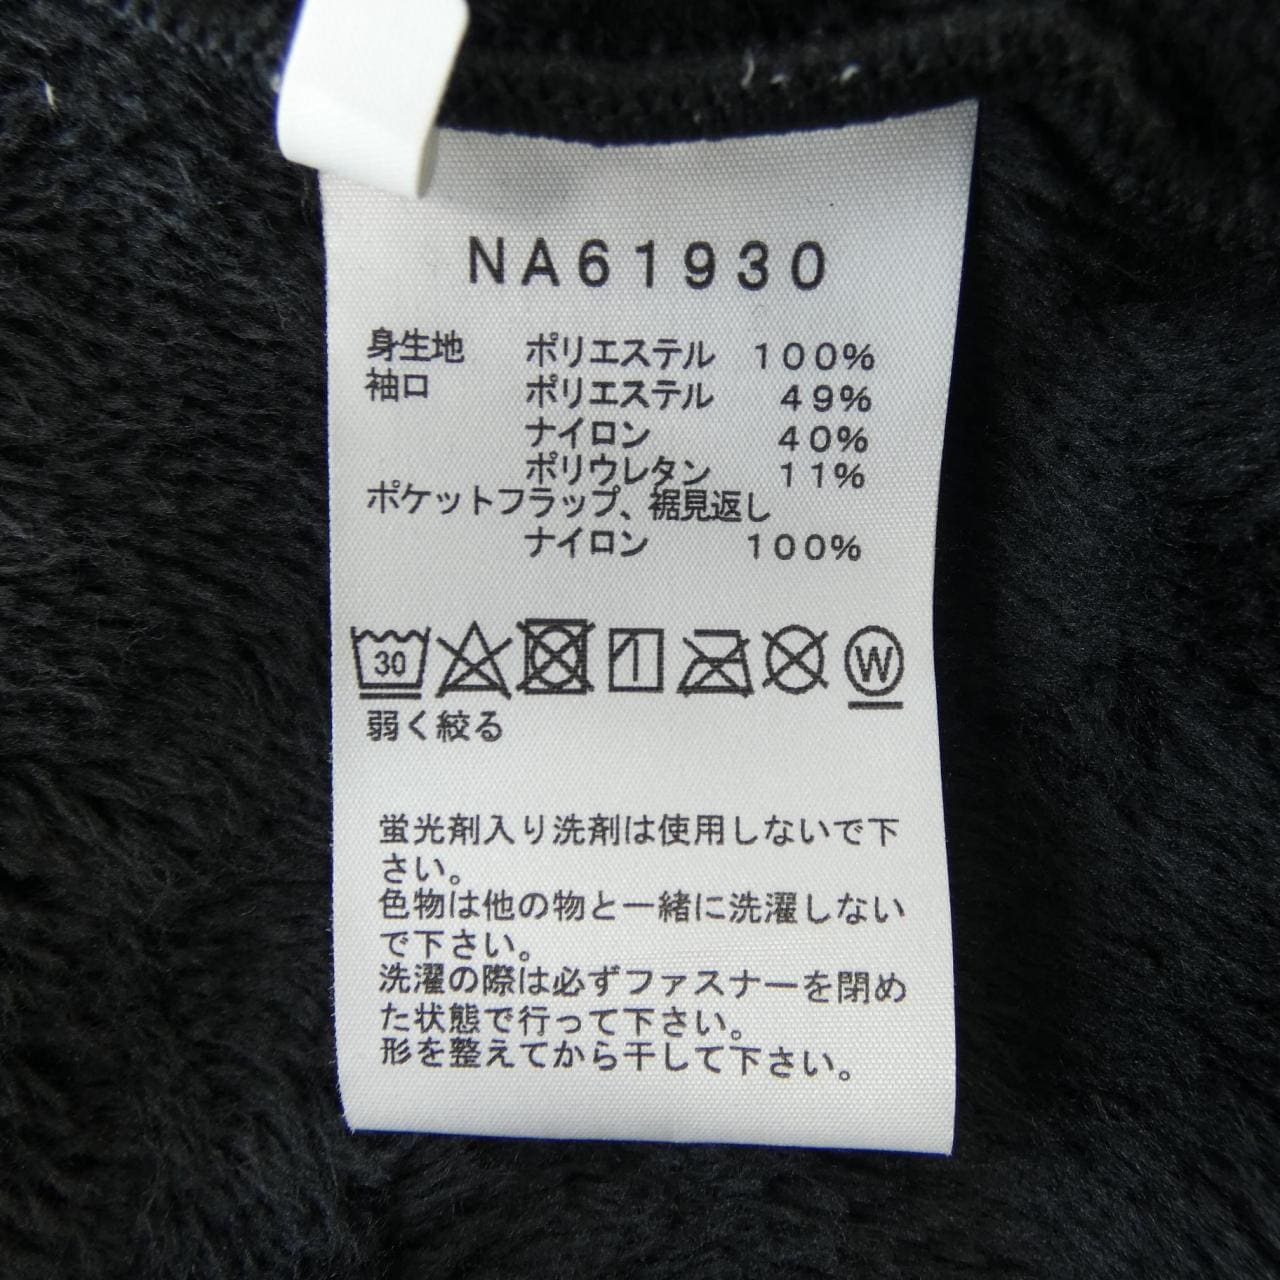 NA61930
身生地 ポリエステル 100%
袖口 ポリエステル 49%
ナイロン 40%
ポリウレタン 11%
ポケットフラップ、裾見返し
ナイロン 100%
30 W
弱く絞る
蛍光剤入り洗剤は使用しないで下
さい。
色物は他の物と一緒に洗濯しない
で下さい。
洗濯の際は必ずファスナーを閉め
た状態で行って下さい。
形を整えてから干して下さい。